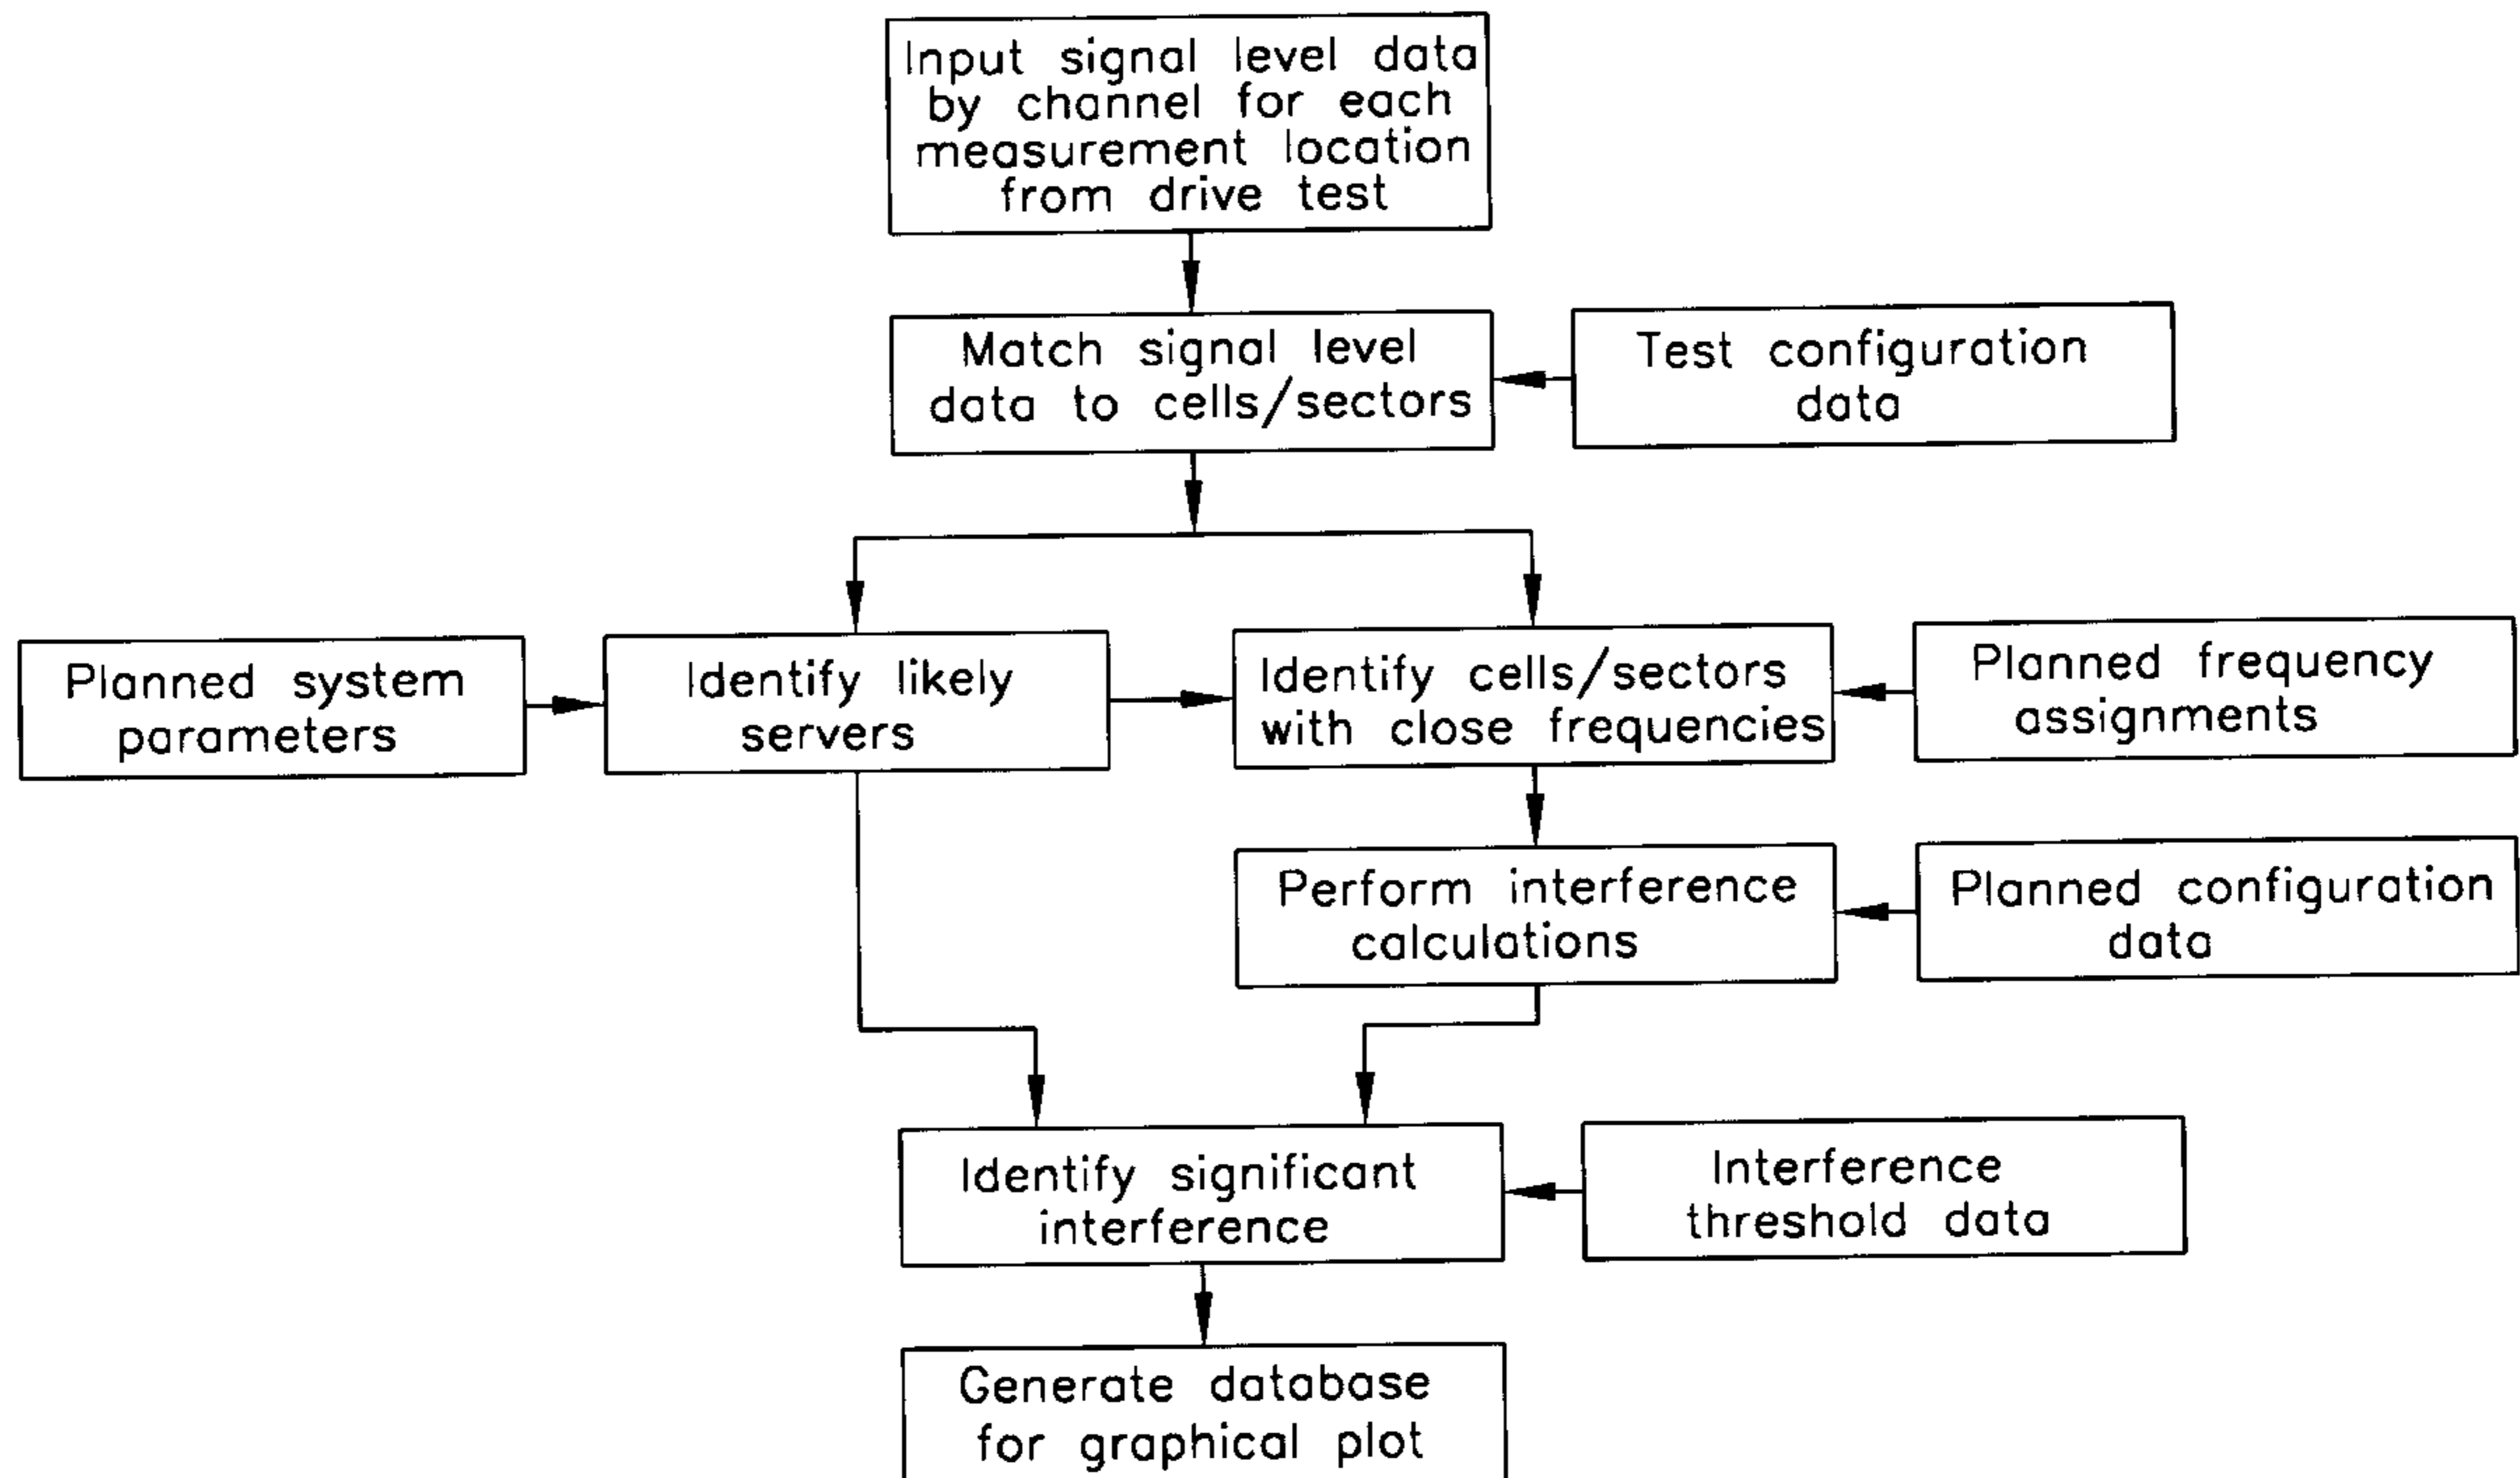 Input signal level data
by channel for each
measurement location
from drive test
Match signal level
data to cells/sectors
Test configuration
data
Planned system
parameters
Identify likely
servers
Identify cells/sectors
with close frequencies
Planned frequency
assignments
Perform interference
calculations
Planned configuration
data
Identify significant
interference
Interference
threshold data
Generate database
for graphical plot